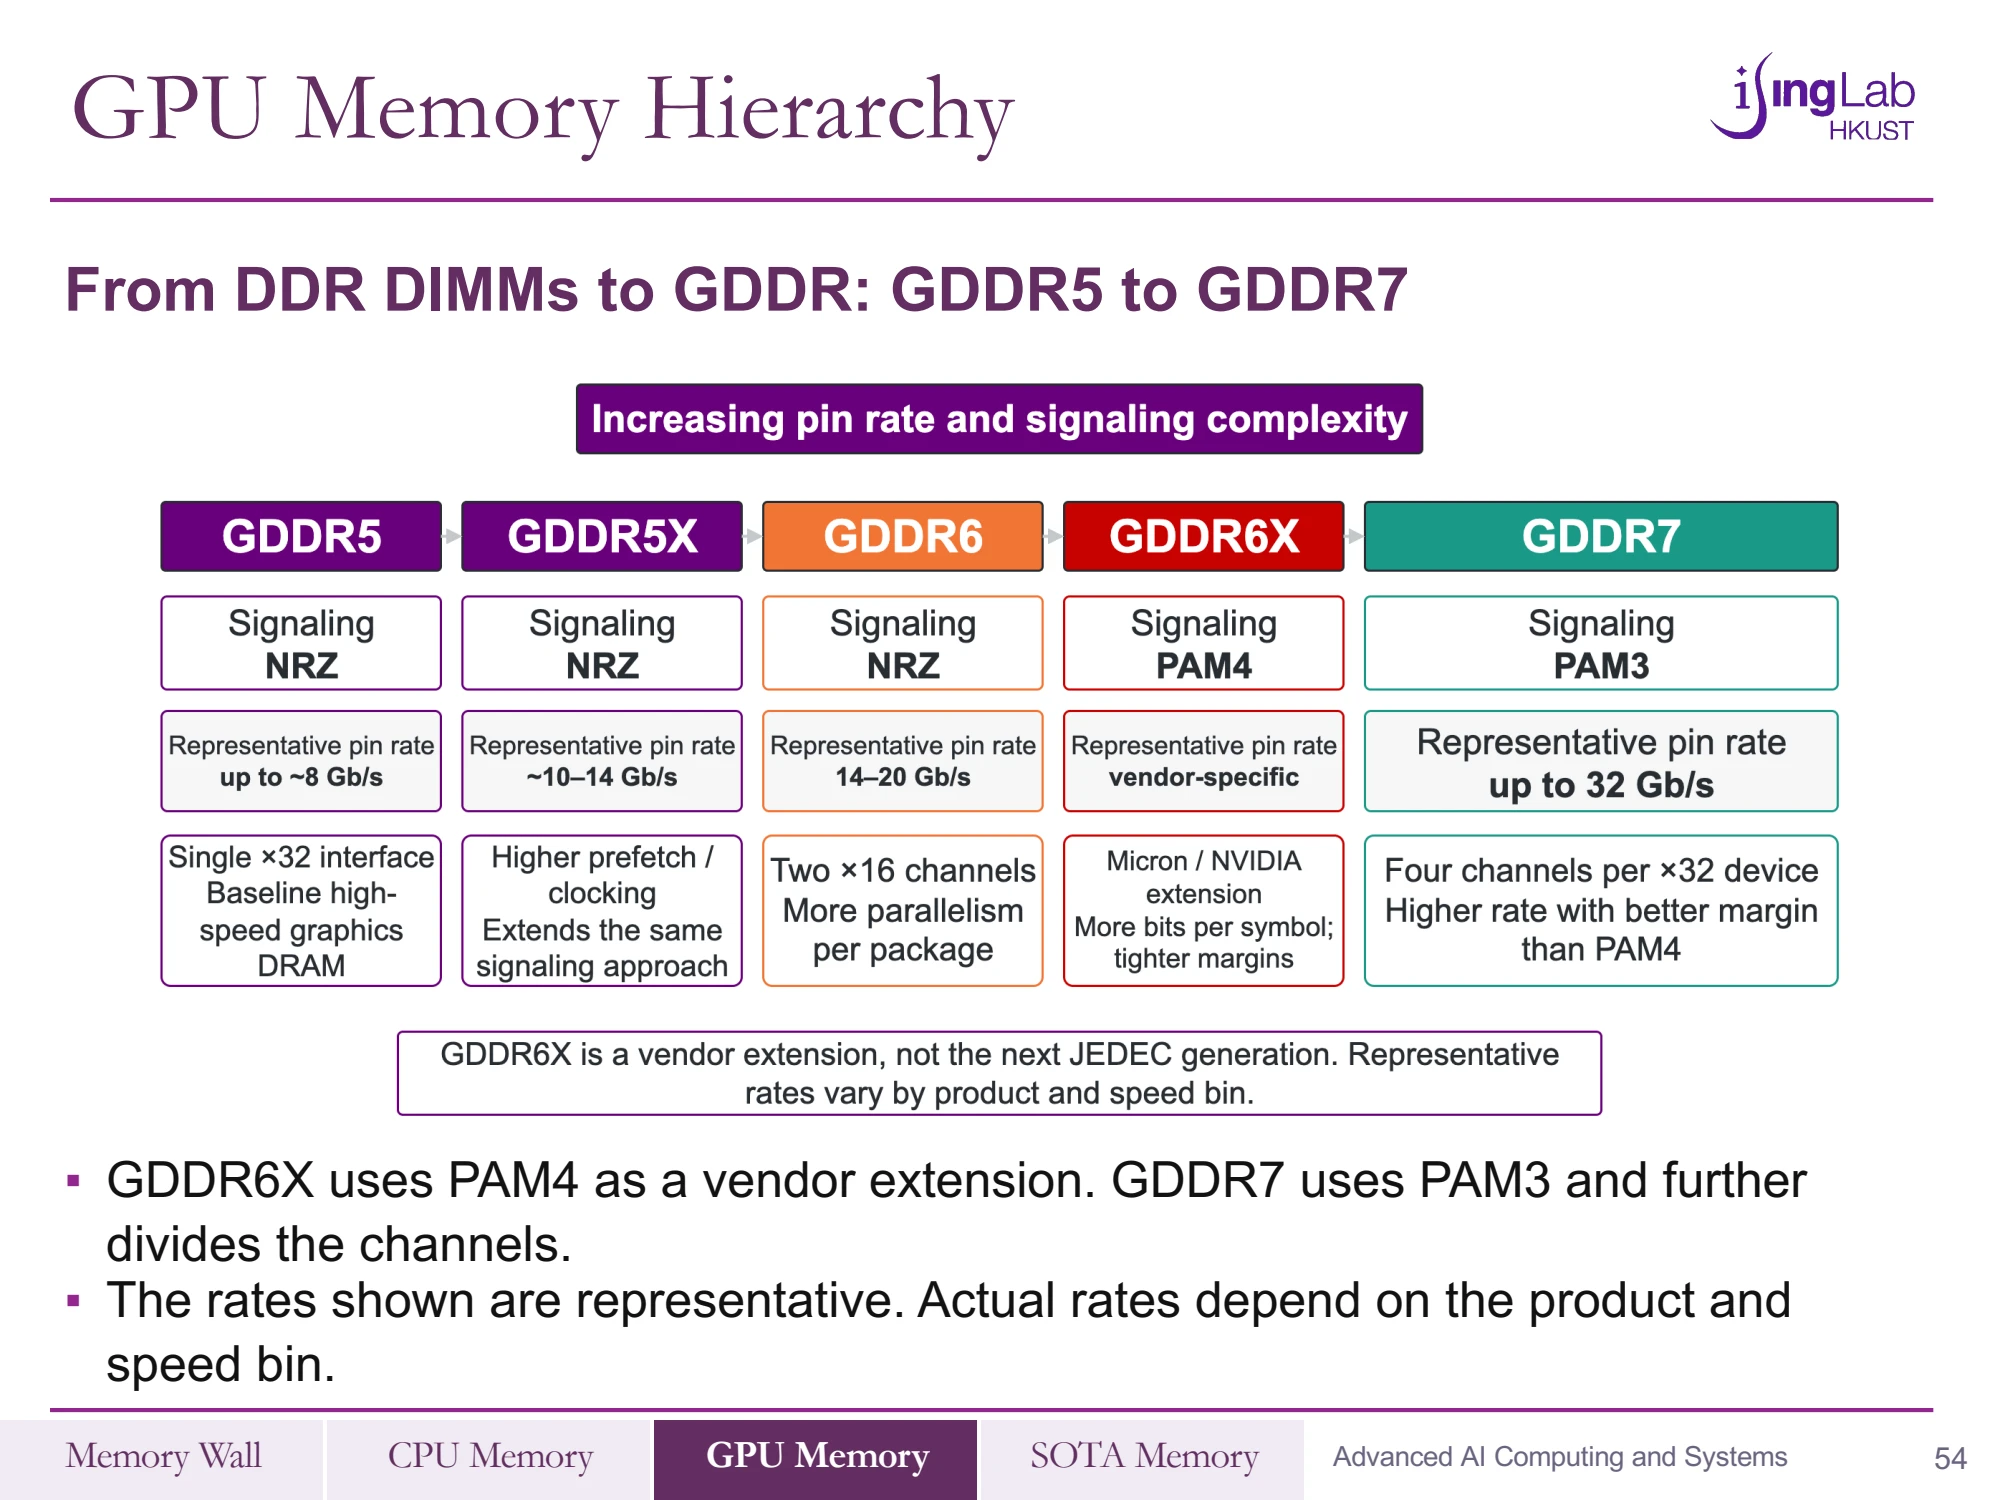 GPU Memory Hierarchy
isingLab
HKUST
From DDR DIMMs to GDDR: GDDR5 to GDDR7
Increasing pin rate and signaling complexity
GDDR5
GDDR5X
GDDR6
GDDR6X
GDDR7
Signaling
NRZ
Signaling
NRZ
Signaling
NRZ
Signaling
PAM4
Signaling
PAM3
Representative pin rate
up to ~8 Gb/s
Representative pin rate
~10–14 Gb/s
Representative pin rate
14–20 Gb/s
Representative pin rate
vendor-specific
Representative pin rate
up to 32 Gb/s
Single ×32 interface
Baseline high-
speed graphics
DRAM
Higher prefetch /
clocking
Extends the same
signaling approach
Two ×16 channels
More parallelism
per package
Micron / NVIDIA
extension
More bits per symbol;
tighter margins
Four channels per ×32 device
Higher rate with better margin
than PAM4
GDDR6X is a vendor extension, not the next JEDEC generation. Representative
rates vary by product and speed bin.
▪ GDDR6X uses PAM4 as a vendor extension. GDDR7 uses PAM3 and further
divides the channels.
▪ The rates shown are representative. Actual rates depend on the product and
speed bin.
Memory Wall
CPU Memory
GPU Memory
SOTA Memory
Advanced AI Computing and Systems
54